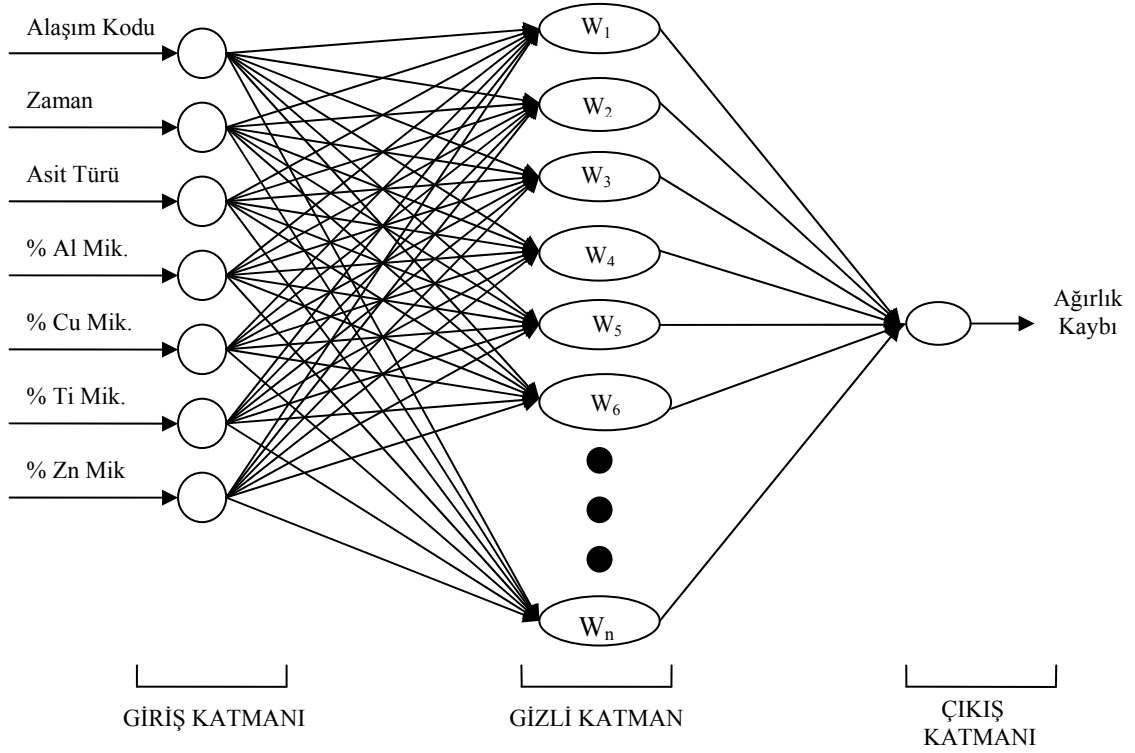 Alaşım Kodu
Zaman
Asit Türü
% Al Mik.
% Cu Mik.
% Ti Mik.
% Zn Mik
W1
W2
W3
W4
W5
W6
Wn
Ağırlık
Kaybı
GİRİŞ KATMANI
GİZLİ KATMAN
ÇIKIŞ
KATMANI